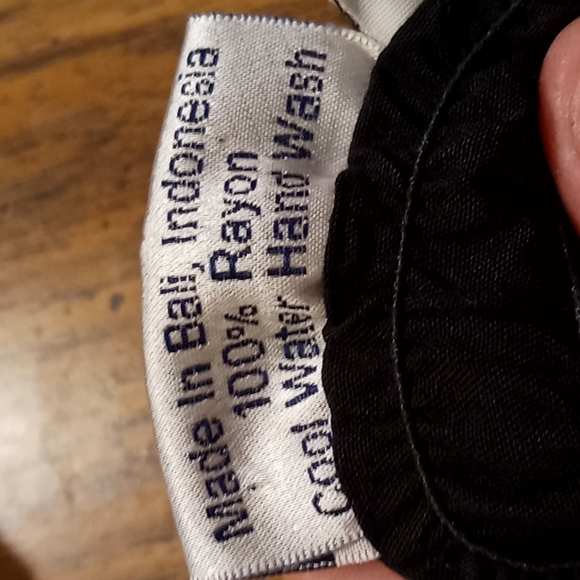 Made In Bali, Indonesia
100% Rayon
Cool Water Hand Wash